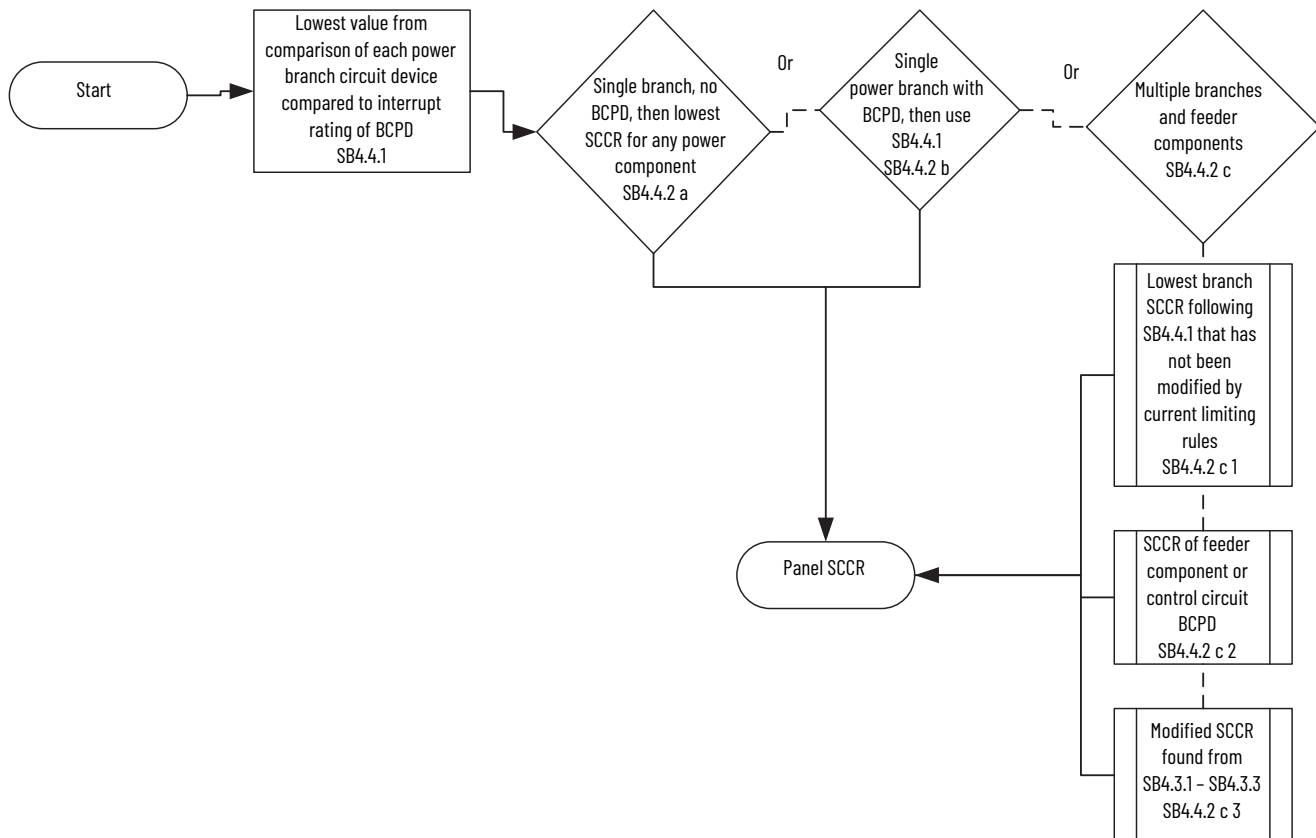 Start
Lowest value from
comparison of each power
branch circuit device
compared to interrupt
rating of BCPD
SB4.4.1
Single branch, no
BCPD, then lowest
SCCR for any power
component
SB4.4.2 a
Or
Single
power branch with
BCPD, then use
SB4.4.1
SB4.4.2 b
Or
Multiple branches
and feeder
components
SB4.4.2 c
Lowest branch
SCCR following
SB4.4.1 that has
not been
modified by
current limiting
rules
SB4.4.2 c 1
Panel SCCR
SCCR of feeder
component or
control circuit
BCPD
SB4.4.2 c 2
Modified SCCR
found from
SB4.3.1 – SB4.3.3
SB4.4.2 c 3